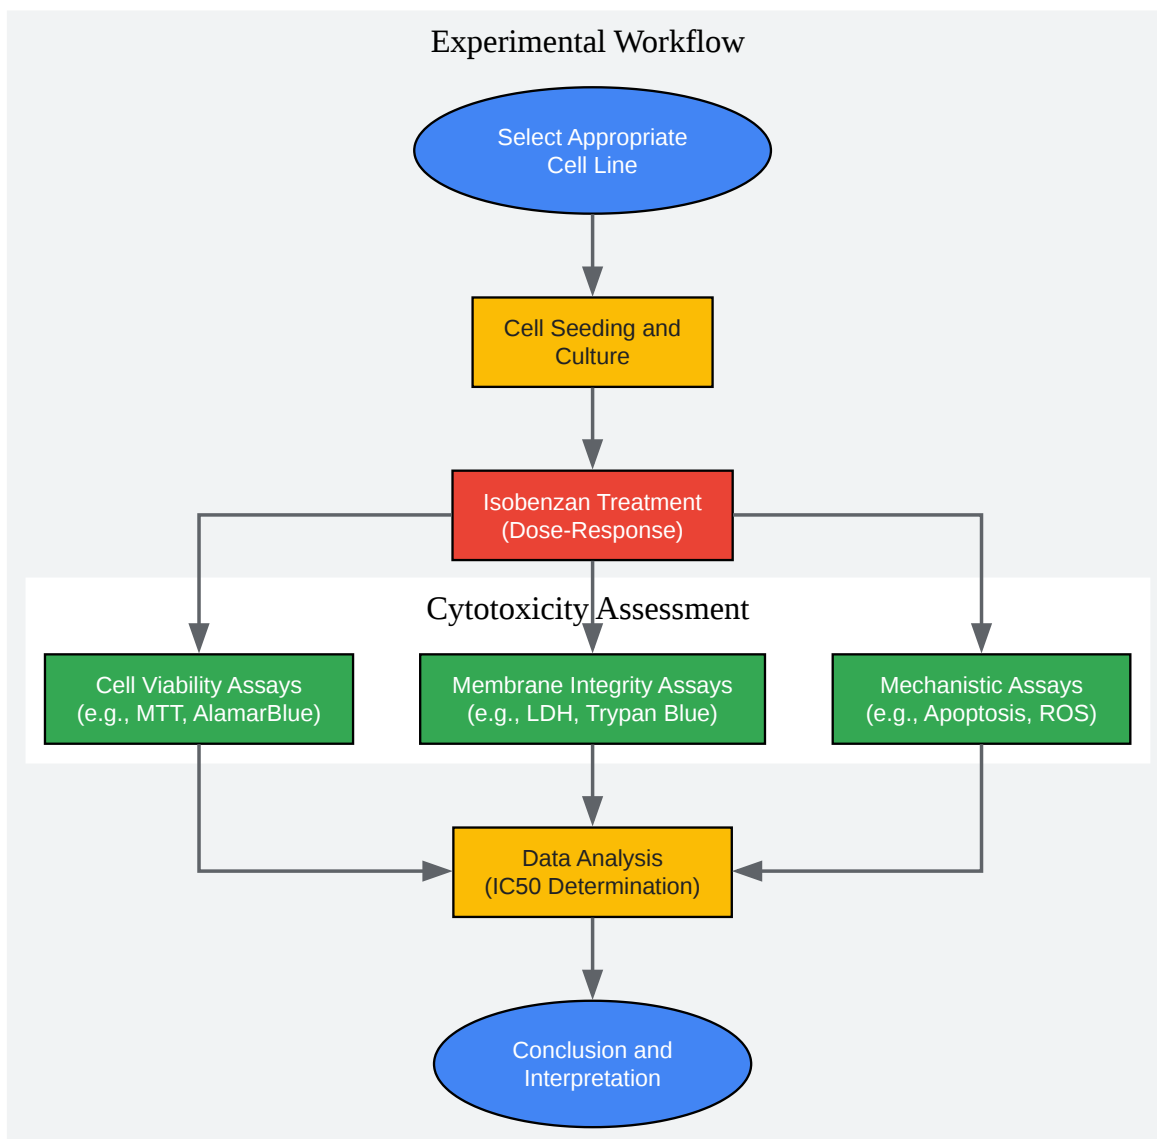 Experimental Workflow
Select Appropriate
Cell Line
Cell Seeding and
Culture
Isobenzan Treatment
(Dose-Response)
Cytotoxicity Assessment
Cell Viability Assays
(e.g., MTT, AlamarBlue)
Membrane Integrity Assays
(e.g., LDH, Trypan Blue)
Mechanistic Assays
(e.g., Apoptosis, ROS)
Data Analysis
(IC50 Determination)
Conclusion and
Interpretation